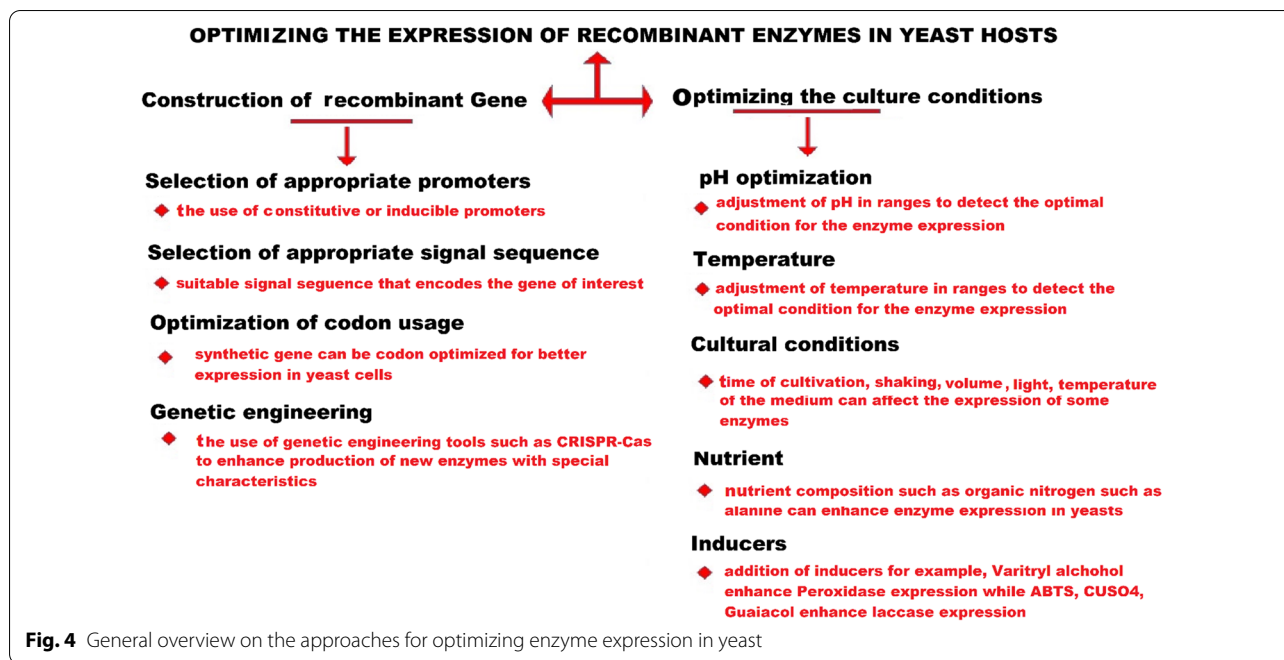 OPTIMIZING THE EXPRESSION OF RECOMBINANT ENZYMES IN YEAST HOSTS
Construction of recombinant Gene
Selection of appropriate promoters
the use of constitutive or inducible promoters
Selection of appropriate signal sequence
suitable signal seguence that encodes the gene of interest
Optimization of codon usage
synthetic gene can be codon optimized for better
expression in yeast cells
Genetic engineering
the use of genetic engineering tools such as CRISPR-Cas
to enhance production of new enzymes with special
characteristics
Optimizing the culture conditions
pH optimization
adjustment of pH in ranges to detect the optimal
condition for the enzyme expression
Temperature
adjustment of temperature in ranges to detect the
optimal condition for the enzyme expression
Cultural conditions
time of cultivation, shaking, volume, light, temperature
of the medium can affect the expression of some
enzymes
Nutrient
nutrient composition such as organic nitrogen such as
alanine can enhance enzyme expression in yeasts
Inducers
addition of inducers for example, Varitryl alchohol
enhance Peroxidase expression while ABTS, CUSO4,
Guaiacol enhance laccase expression
Fig. 4 General overview on the approaches for optimizing enzyme expression in yeast